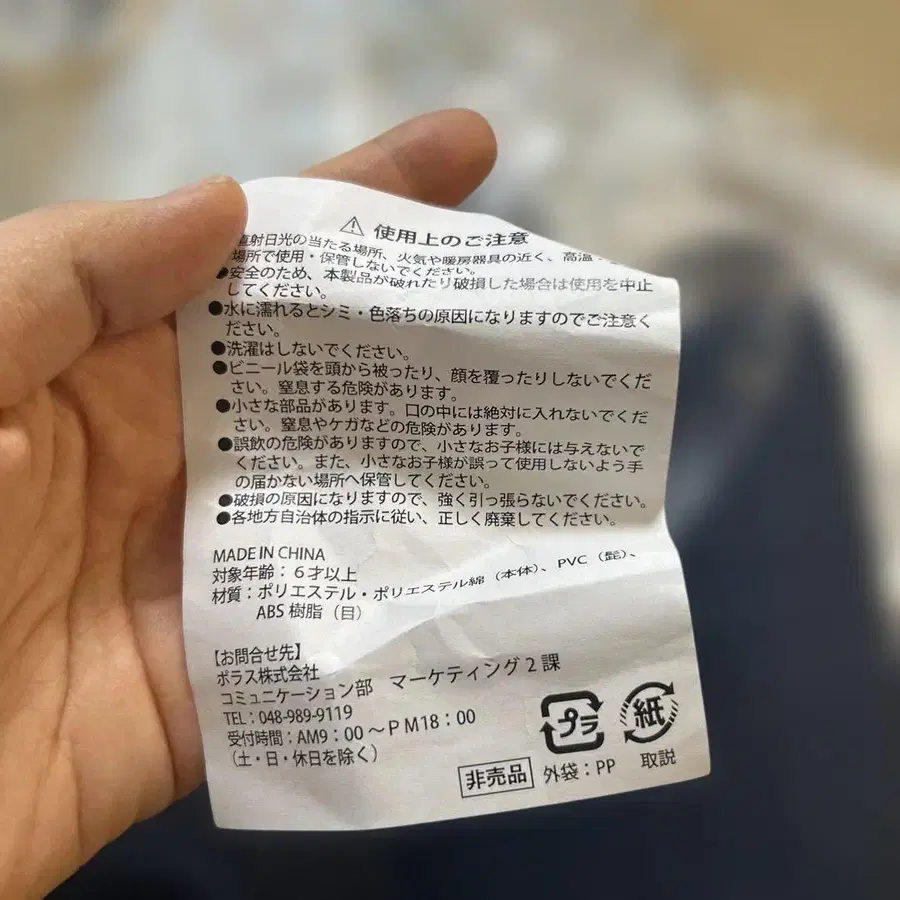 ⚠ 使用上のご注意
直射日光の当たる場所、火気や暖房器具の近く、高温・
場所で使用・保管しないでください。
●安全のため、本製品が破れたり破損した場合は使用を中止
してください。
●水に濡れるとシミ・色落ちの原因になりますのでご注意く
ださい。
●洗濯はしないでください。
●ビニール袋を頭から被ったり、顔を覆ったりしないでくだ
さい。窒息する危険があります。
●小さな部品があります。口の中には絶対に入れないでくだ
さい。窒息やケガなどの危険があります。
●誤飲の危険がありますので、小さなお子様には与えないで
ください。また、小さなお子様が誤って使用しないよう手
の届かない場所へ保管してください。
●破損の原因になりますので、強く引っ張らないでください。
●各地方自治体の指示に従い、正しく廃棄してください。
MADE IN CHINA
対象年齢：６才以上
材質：ポリエステル・ポリエステル綿（本体）、PVC（髭）、
ABS 樹脂（目）
【お問合せ先】
ポラス株式会社
コミュニケーション部　マーケティング２課
TEL：048-989-9119
受付時間：AM9：00～ＰM18：00
（土・日・休日を除く）
プラ 紙
非売品 外袋：PP 取説